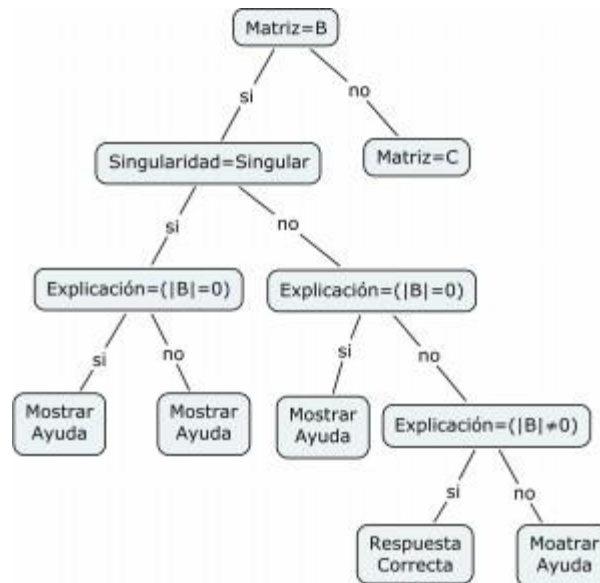 Matriz=B
si
no
Singularidad=Singular
Matriz=C
si
no
Explicación=(|B|=0)
Explicación=(|B|=0)
si
no
si
no
Mostrar
Ayuda
Mostrar
Ayuda
Mostrar
Ayuda
Explicación=(|B|≠0)
si
no
Respuesta
Correcta
Moatrar
Ayuda